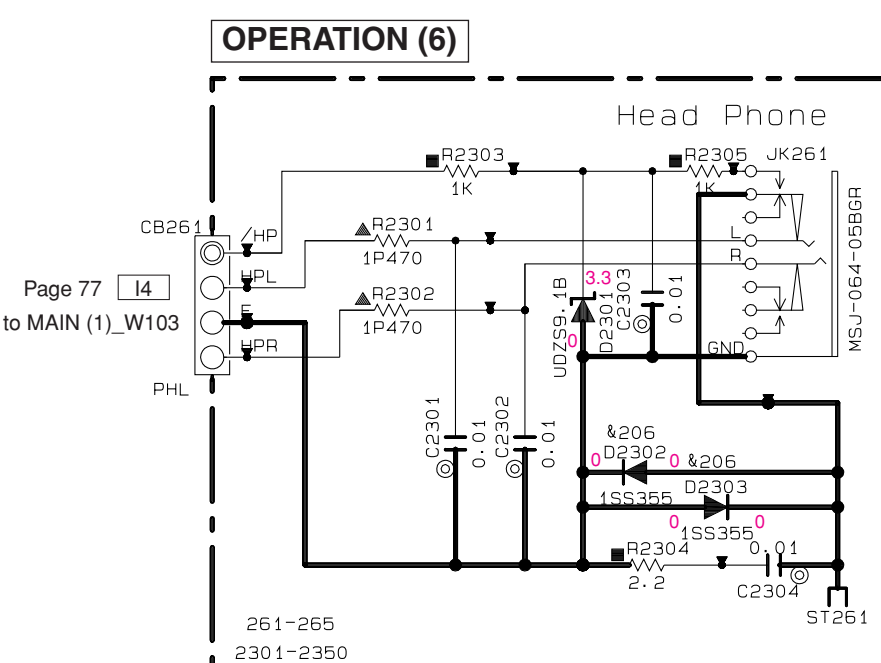 OPERATION (6)
Head Phone
R2303
1K
R2305
1K
JK261
CB261
/HP
HPL
E
HPR
PHL
Page 77 I4
to MAIN (1)_W103
R2301
1P470
R2302
1P470
L
R
GND
MSJ-064-05BGR
UDZS9.1B
3.3
0
D2301
C2303
0.01
C2301
0.01
C2302
0.01
&206
0 D2302 0 &206
1SS355
D2303
0 1SS355 0
R2304
2.2
0.01
C2304
ST261
261-265
2301-2350